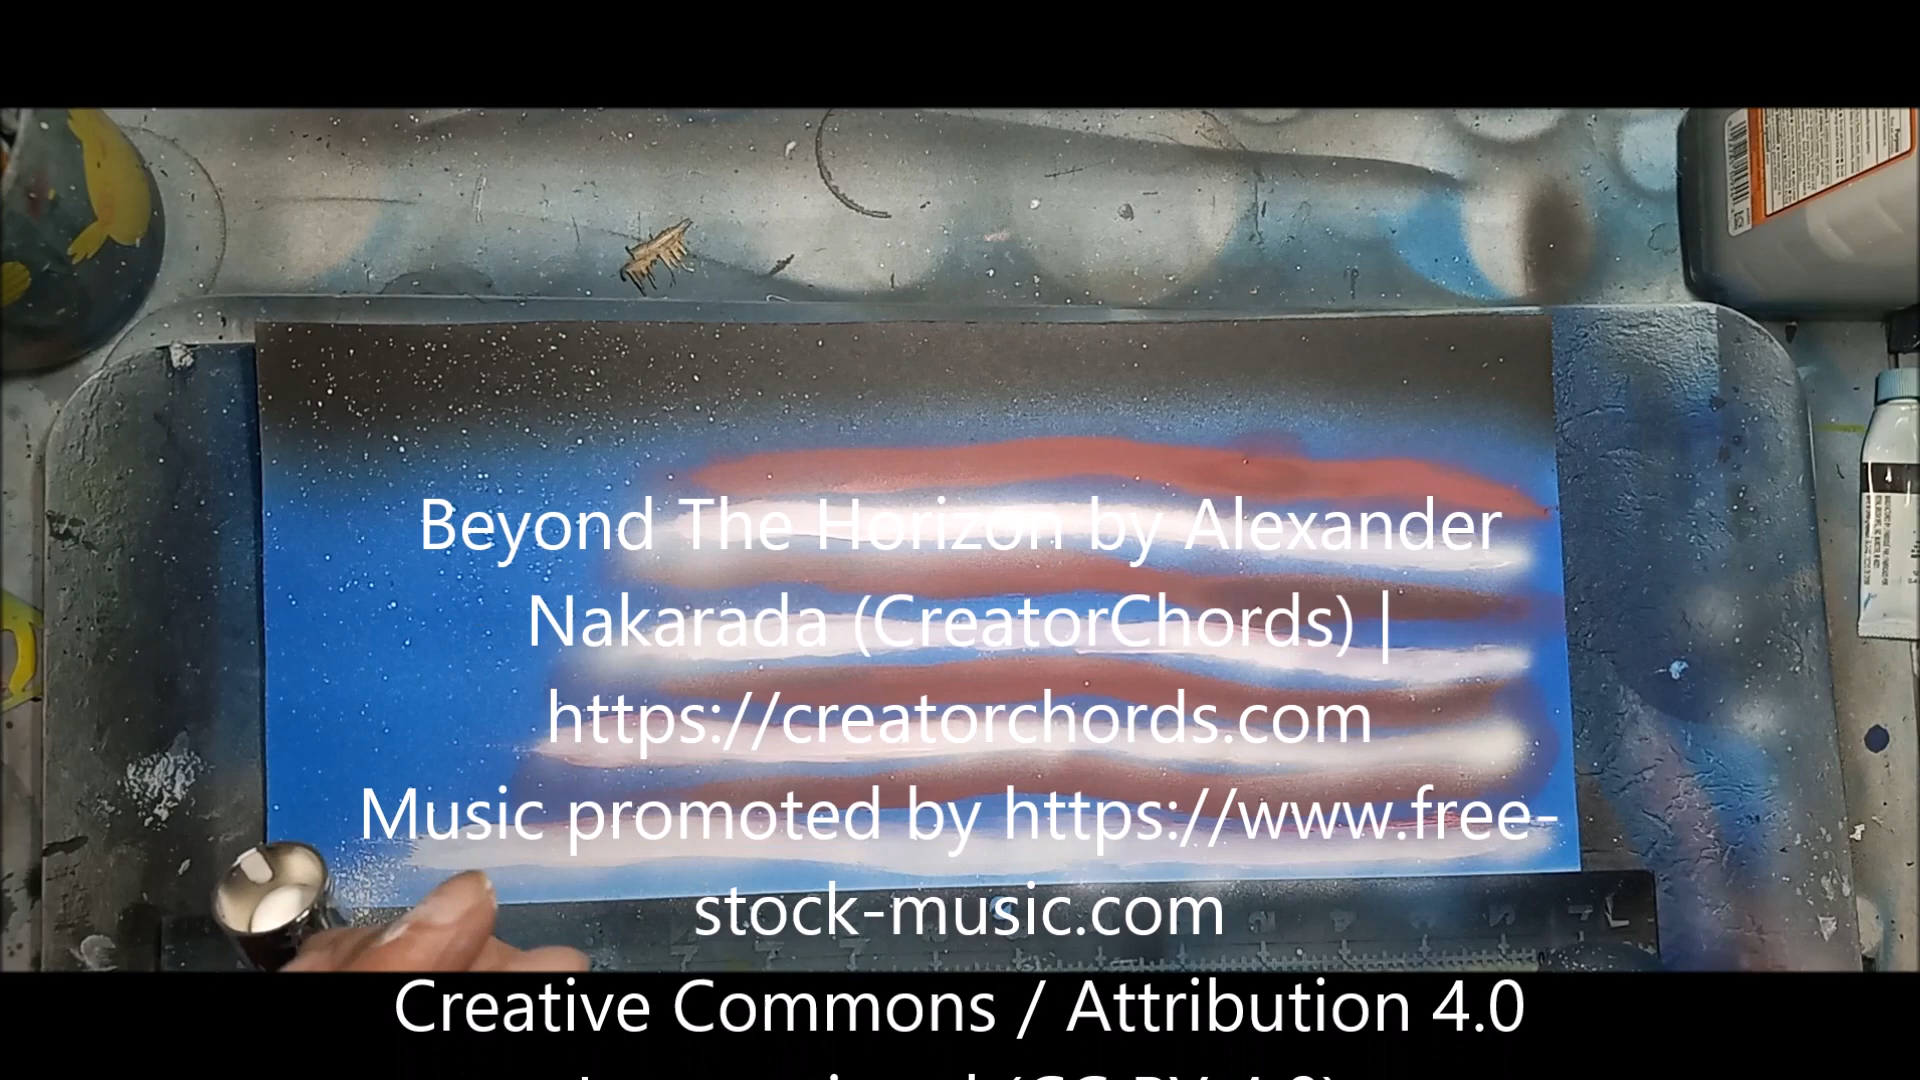 Beyond The Horizon by Alexander
Nakarada (CreatorChords) |
https://creatorchords.com
Music promoted by https://www.free-
stock-music.com
Creative Commons / Attribution 4.0